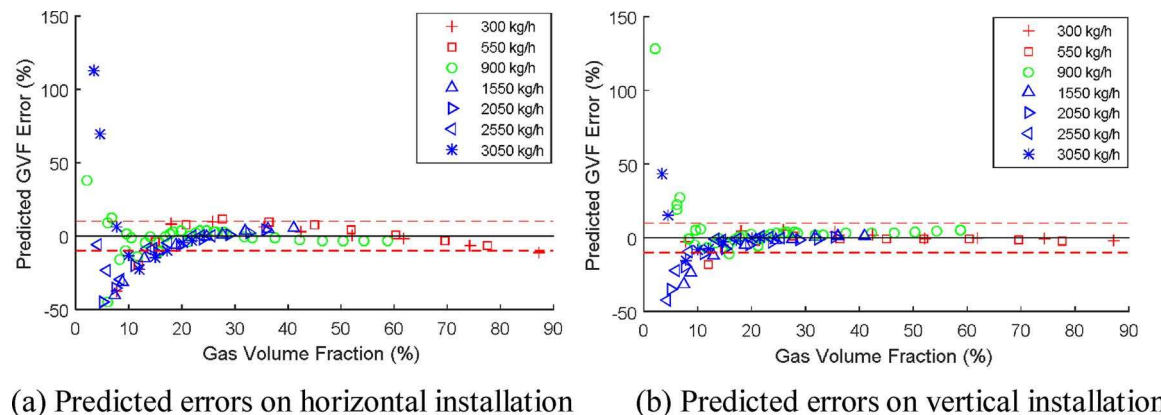 150
100
50
0
-50
Predicted GVF Error (%)
0 10 20 30 40 50 60 70 80 90
Gas Volume Fraction (%)
300 kg/h
550 kg/h
900 kg/h
1550 kg/h
2050 kg/h
2550 kg/h
3050 kg/h
(a) Predicted errors on horizontal installation
150
100
50
0
-50
Predicted GVF Error (%)
0 10 20 30 40 50 60 70 80 90
Gas Volume Fraction (%)
300 kg/h
550 kg/h
900 kg/h
1550 kg/h
2050 kg/h
2550 kg/h
3050 kg/h
(b) Predicted errors on vertical installation